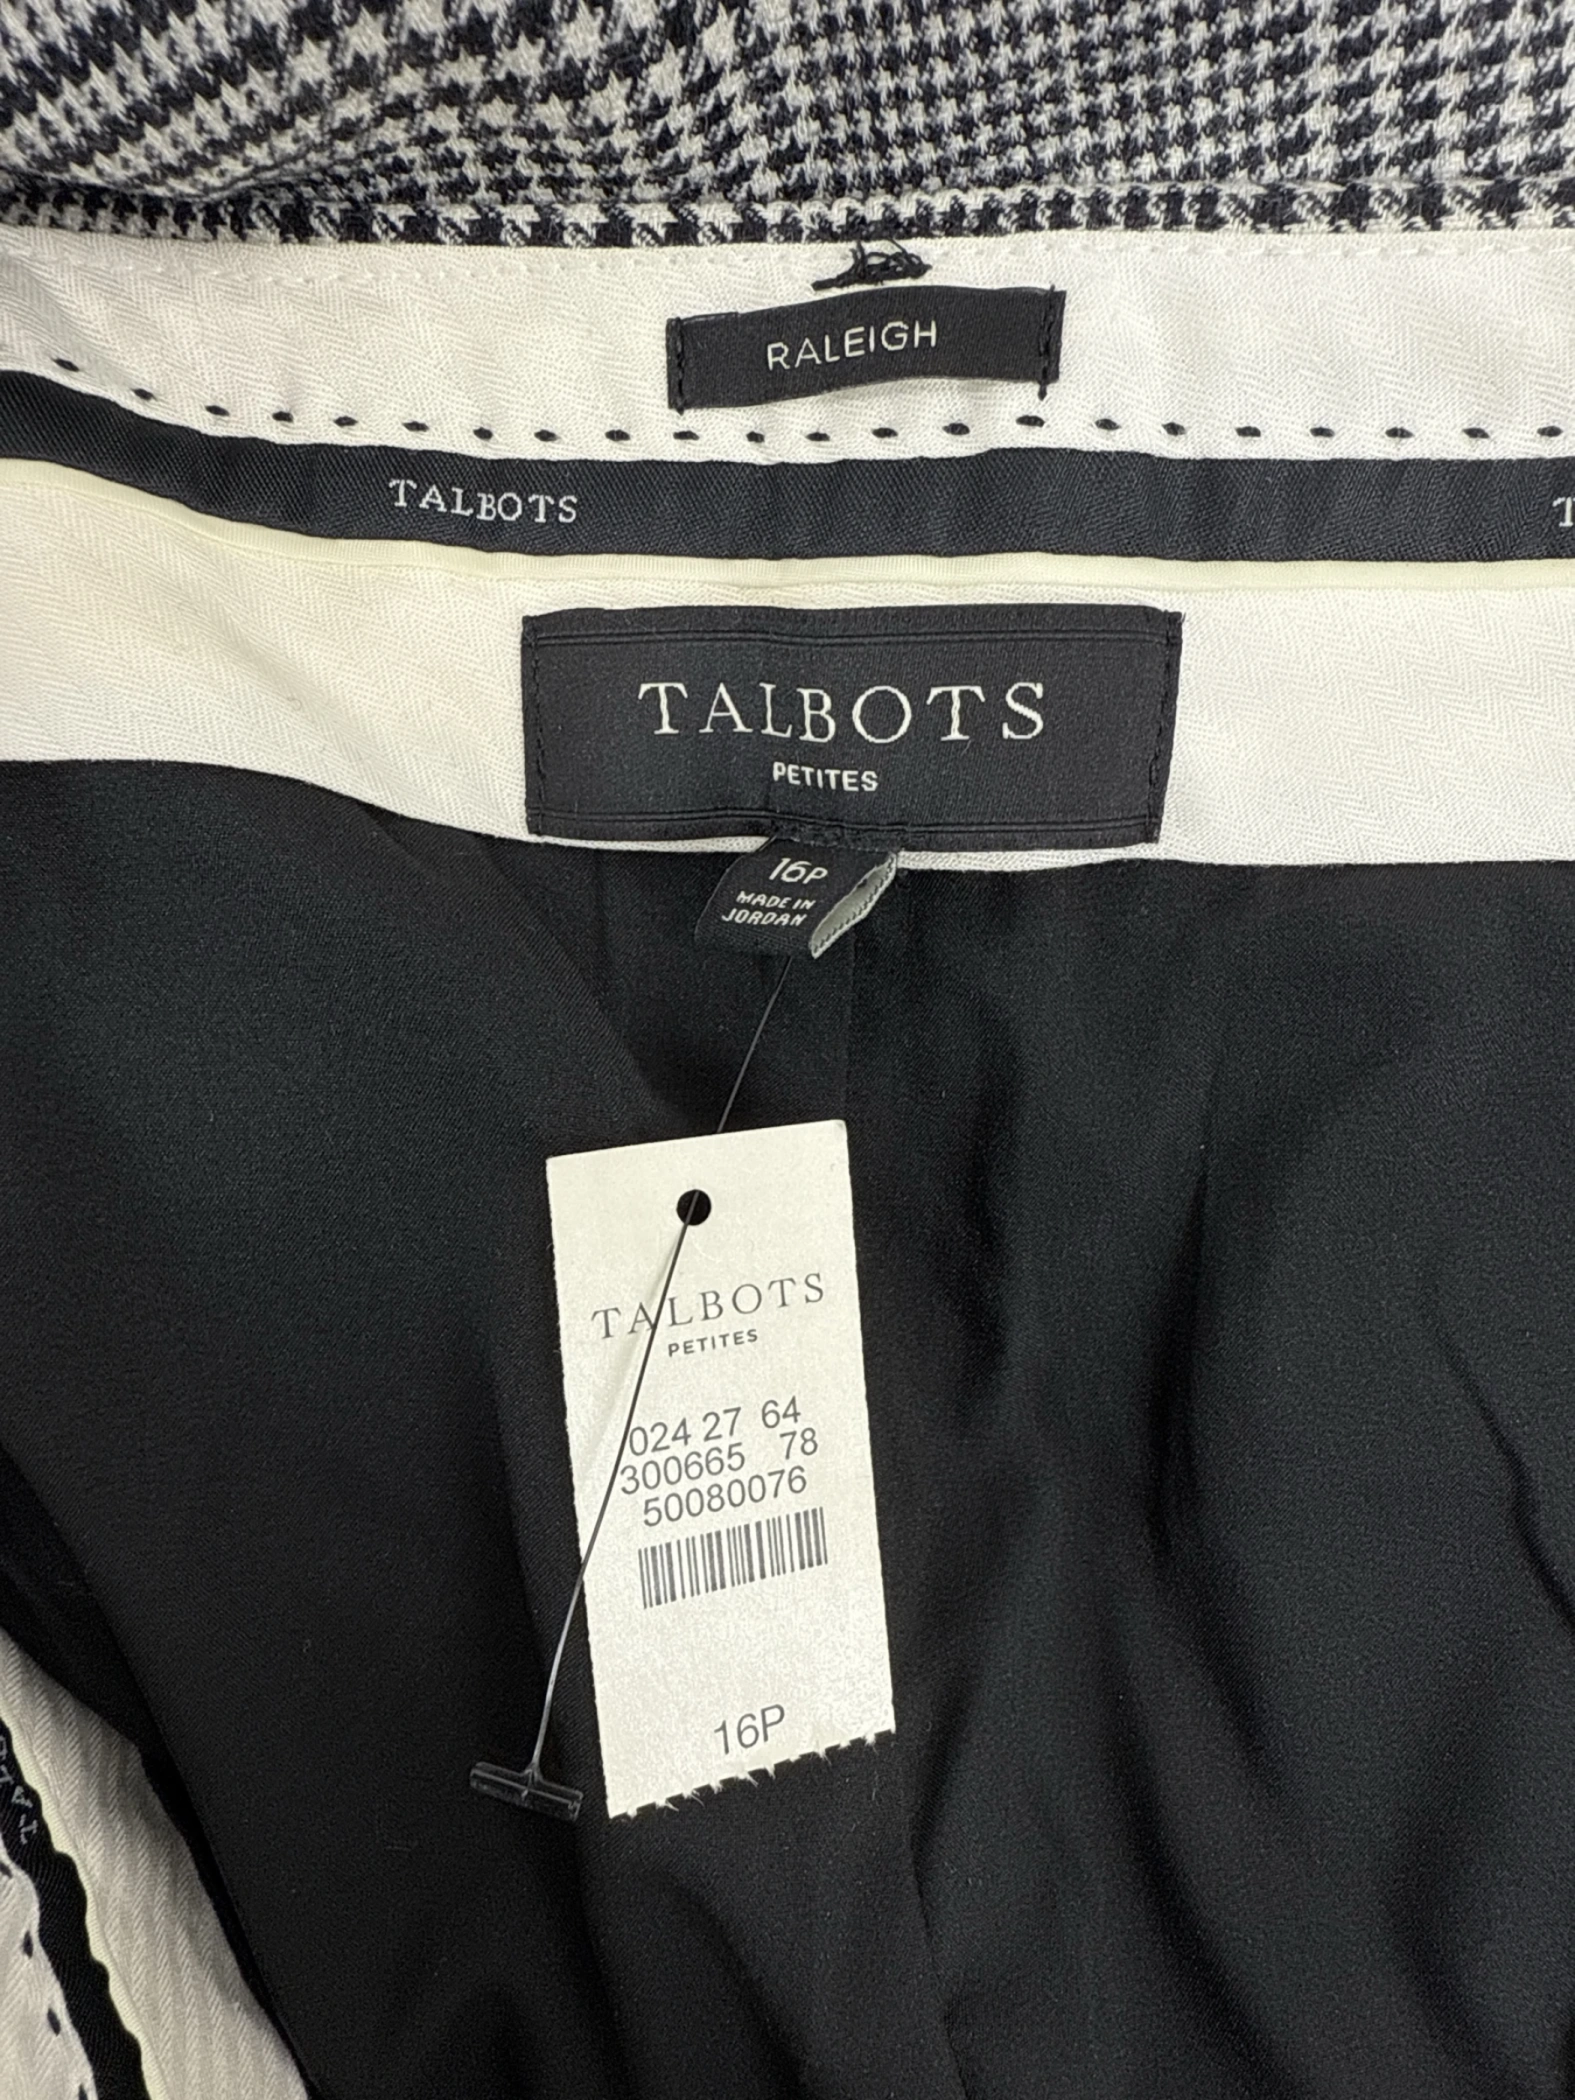 RALEIGH
TALBOTS
TALBOTS
PETITES
16P
MADE IN
JORDAN
TALBOTS
PETITES
024 27 64
300665 78
50080076
16P